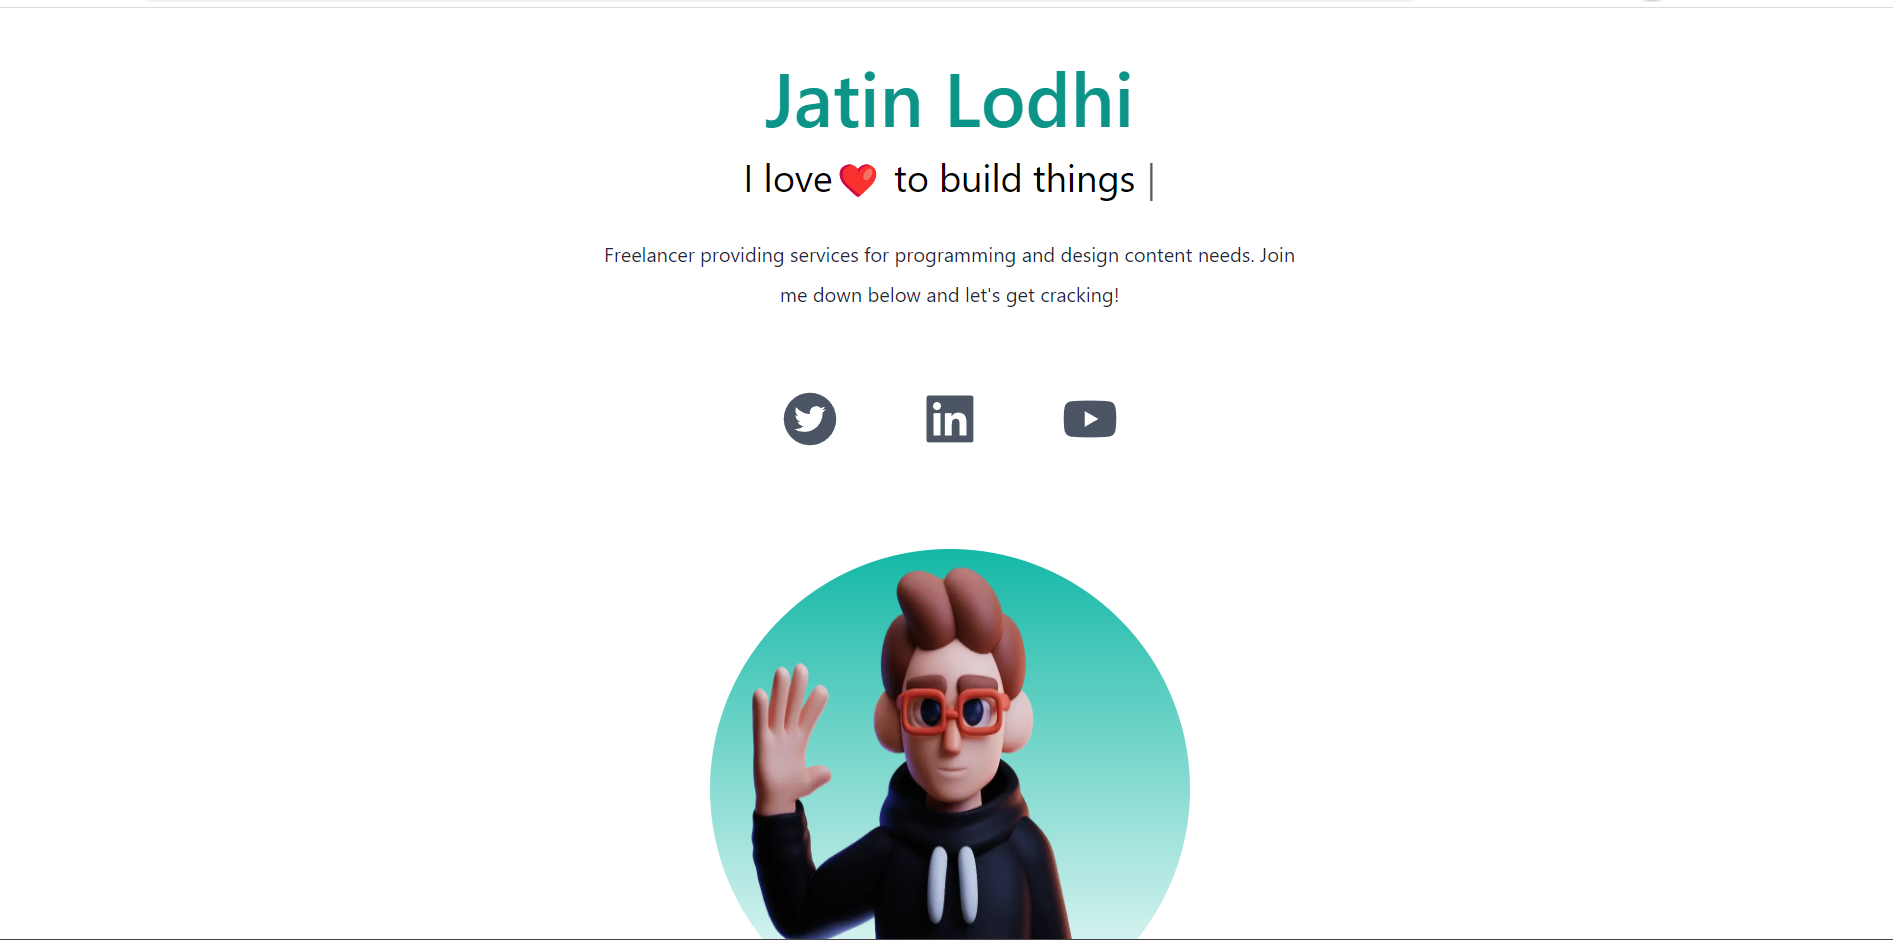 Jatin Lodhi
I love❤️ to build things |
Freelancer providing services for programming and design content needs. Join
me down below and let's get cracking!
in